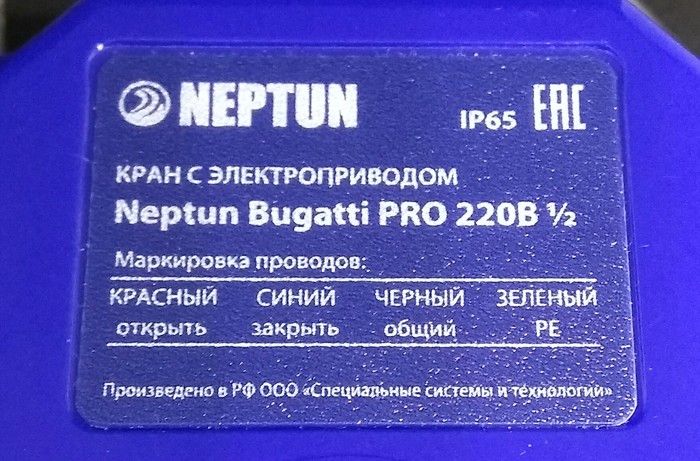 NEPTUN IP65 EAC
КРАН С ЭЛЕКТРОПРИВОДОМ
Neptun Bugatti PRO 220В ½
Маркировка проводов:
КРАСНЫЙ СИНИЙ ЧЕРНЫЙ ЗЕЛЕНЫЙ
открыть закрыть общий PE
Произведено в РФ ООО «Специальные системы и технологии»